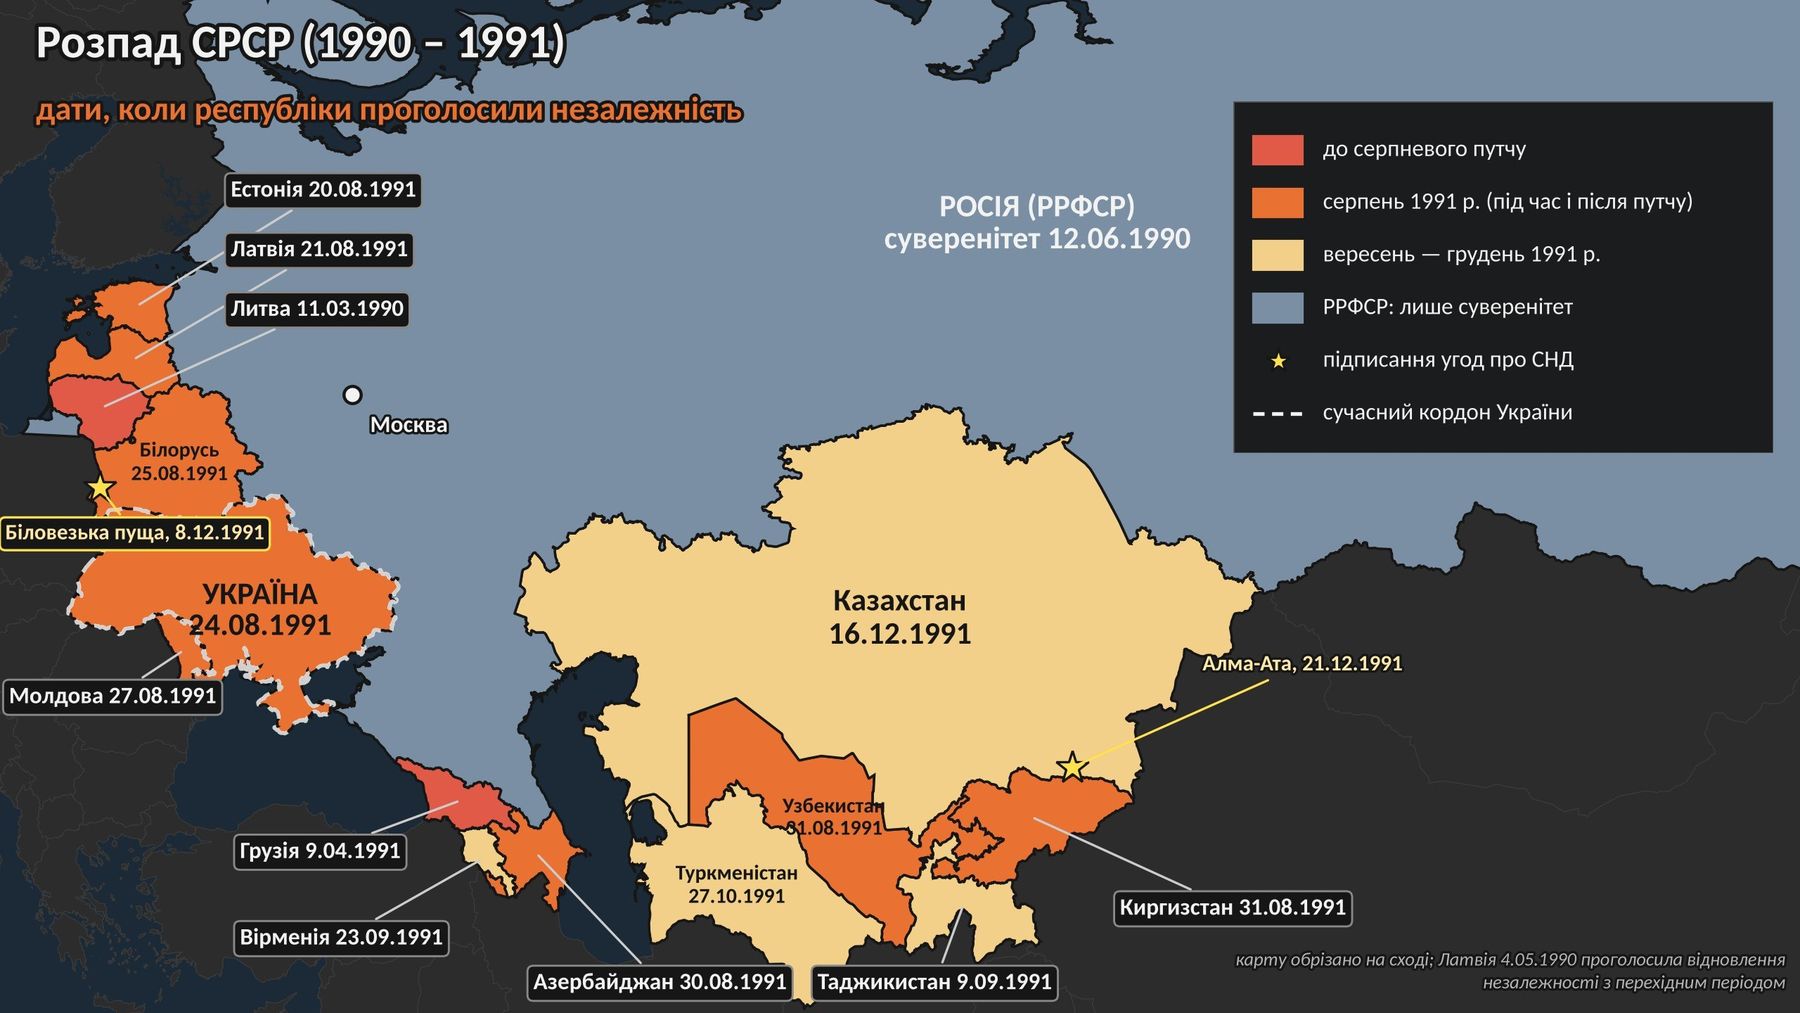 Розпад СРСР (1990 – 1991)
дати, коли республіки проголосили незалежність
Естонія 20.08.1991
Латвія 21.08.1991
Литва 11.03.1990
РОСІЯ (РРФСР)
суверенітет 12.06.1990
до серпневого путчу
серпень 1991 р. (під час і після путчу)
вересень — грудень 1991 р.
РРФСР: лише суверенітет
підписання угод про СНД
сучасний кордон України
Москва
Білорусь
25.08.1991
Біловезька пуща, 8.12.1991
УКРАЇНА
24.08.1991
Молдова 27.08.1991
Казахстан
16.12.1991
Алма-Ата, 21.12.1991
Узбекистан
31.08.1991
Туркменістан
27.10.1991
Грузія 9.04.1991
Вірменія 23.09.1991
Азербайджан 30.08.1991
Таджикистан 9.09.1991
Киргизстан 31.08.1991
карту обрізано на сході; Латвія 4.05.1990 проголосила відновлення
незалежності з перехідним періодом